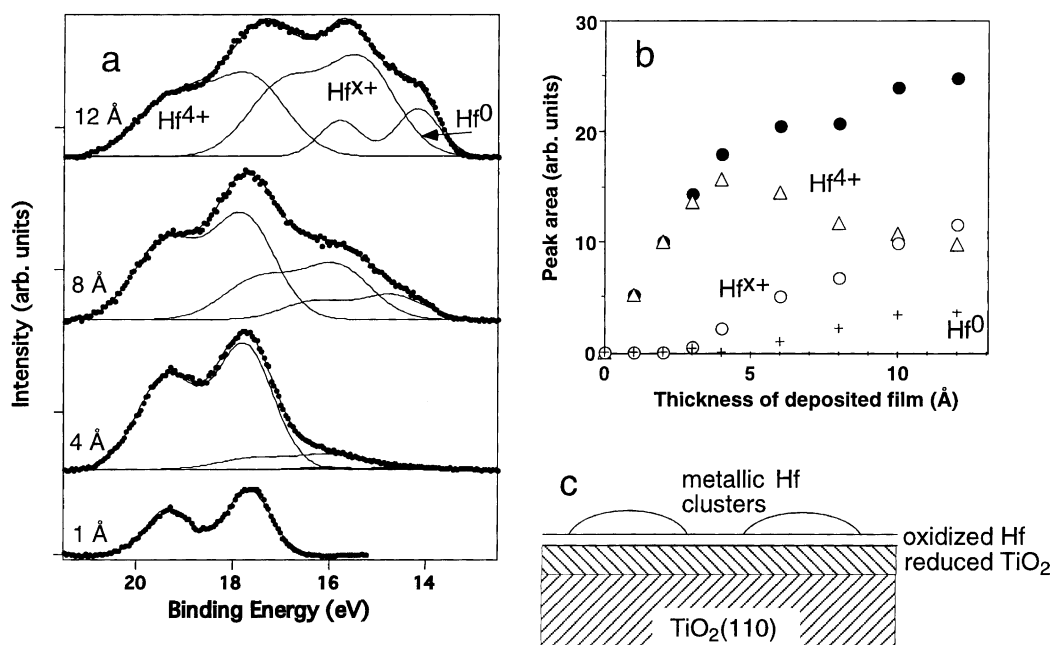 a
12 Å
Hf4+
Hfx+
Hf0
8 Å
4 Å
1 Å
Intensity (arb. units)
20 18 16 14
Binding Energy (eV)
b
30
20
10
0
Peak area (arb. units)
Hf4+
Hfx+
Hf0
0 5 10
Thickness of deposited film (Å)
c
metallic Hf
clusters
oxidized Hf
reduced TiO2
TiO2(110)